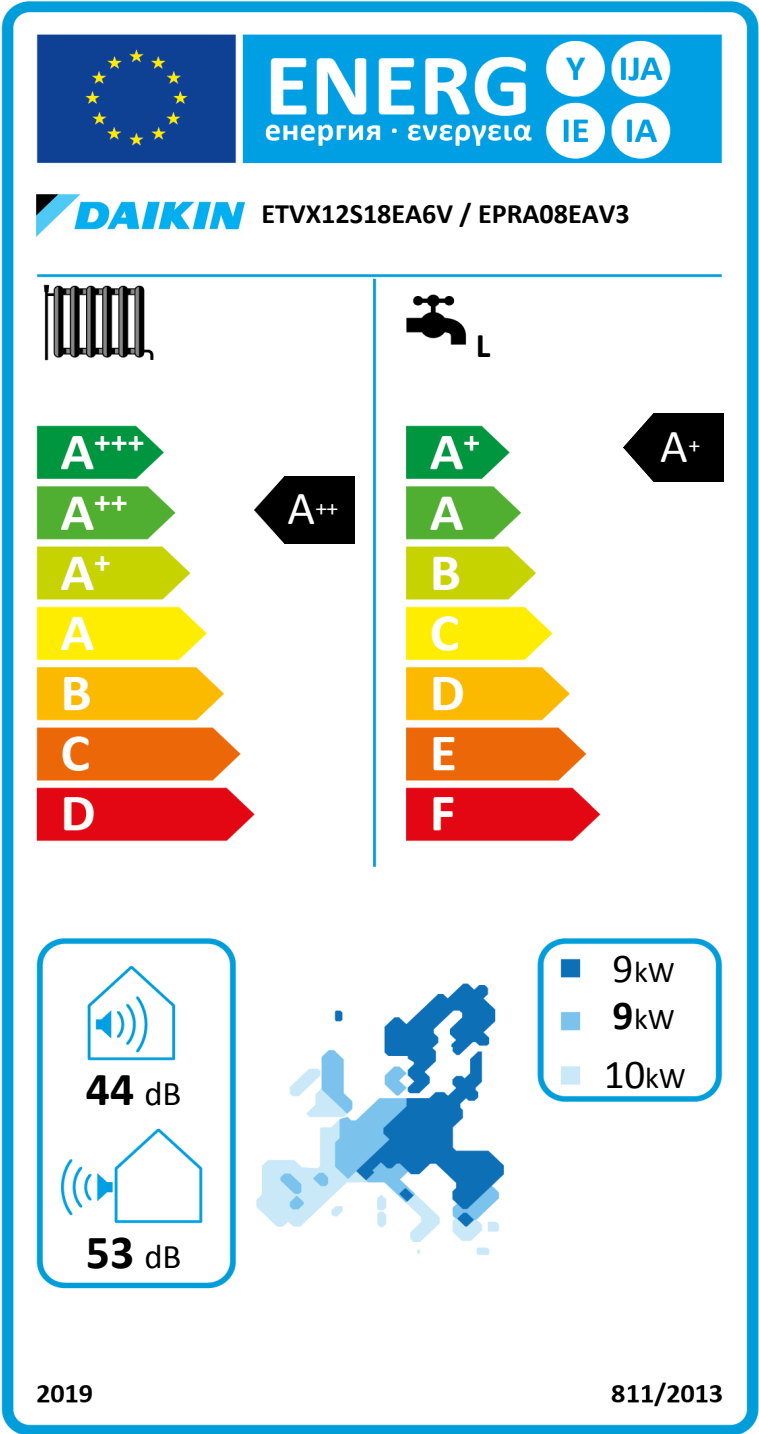 ENERG Y IJA
енергия · ενεργεια IE IA
DAIKIN ETVX12S18EA6V / EPRA08EAV3
L
A+++
A++
A+
A
B
C
D
A++
A+
A
B
C
D
E
F
A+
44 dB
53 dB
9kW
9kW
10kW
2019 811/2013